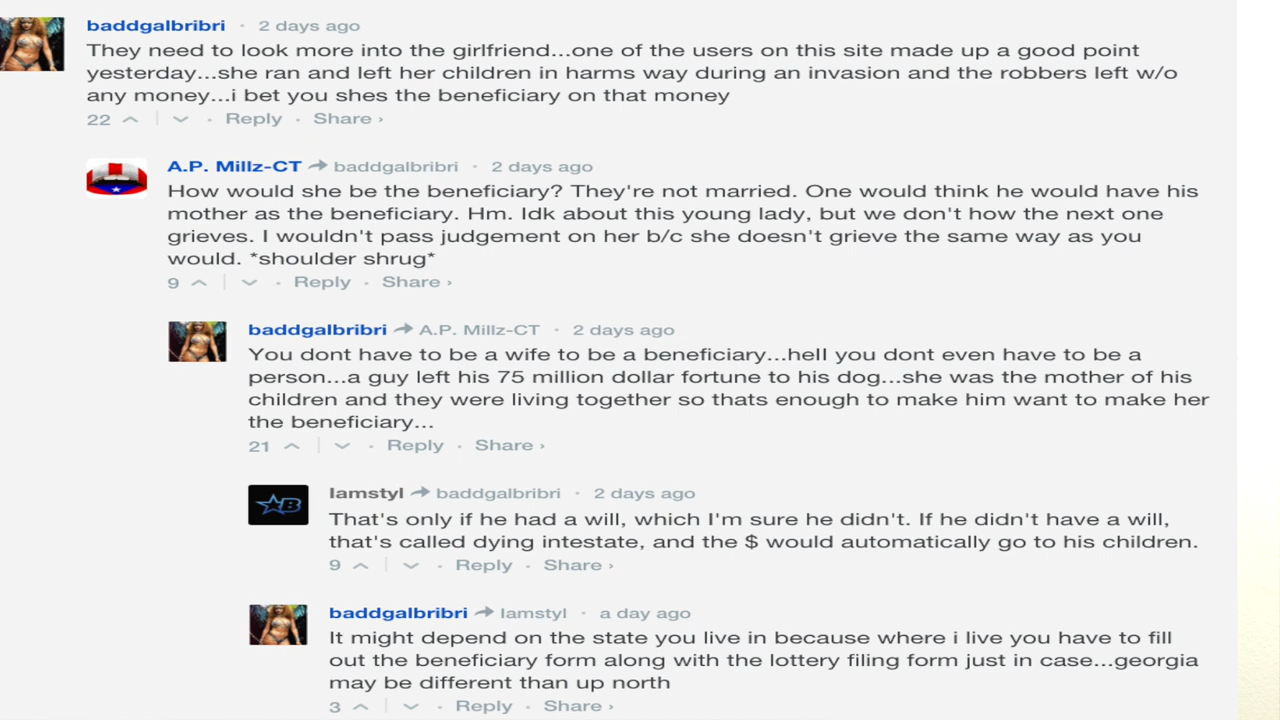 baddgalbribri · 2 days ago
They need to look more into the girlfriend...one of the users on this site made up a good point
yesterday...she ran and left her children in harms way during an invasion and the robbers left w/o
any money...i bet you shes the beneficiary on that money
22 · Reply · Share ›
A.P. Millz-CT baddgalbribri · 2 days ago
How would she be the beneficiary? They're not married. One would think he would have his
mother as the beneficiary. Hm. Idk about this young lady, but we don't how the next one
grieves. I wouldn't pass judgement on her b/c she doesn't grieve the same way as you
would. *shoulder shrug*
9 · Reply · Share ›
baddgalbribri A.P. Millz-CT · 2 days ago
You dont have to be a wife to be a beneficiary...hell you dont even have to be a
person...a guy left his 75 million dollar fortune to his dog...she was the mother of his
children and they were living together so thats enough to make him want to make her
the beneficiary...
21 · Reply · Share ›
B
Iamstyl baddgalbribri · 2 days ago
That's only if he had a will, which I'm sure he didn't. If he didn't have a will,
that's called dying intestate, and the $ would automatically go to his children.
9 · Reply · Share ›
baddgalbribri Iamstyl · a day ago
It might depend on the state you live in because where i live you have to fill
out the beneficiary form along with the lottery filing form just in case...georgia
may be different than up north
3 · Reply · Share ›